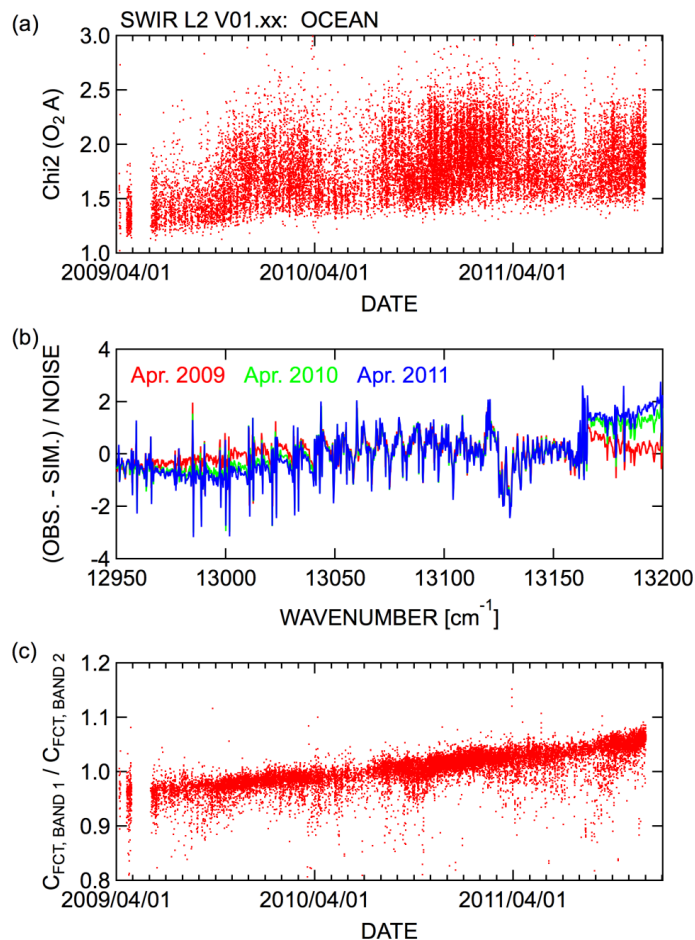 (a) SWIR L2 V01.xx: OCEAN
3.0
2.5
2.0
1.5
1.0
Chi2 (O2 A)
2009/04/01 2010/04/01 2011/04/01
DATE
(b)
4
2
0
-2
-4
(OBS. - SIM.) / NOISE
Apr. 2009 Apr. 2010 Apr. 2011
12950 13000 13050 13100 13150 13200
WAVENUMBER [cm-1]
(c)
1.2
1.1
1.0
0.9
0.8
CFCT, BAND 1 / CFCT, BAND 2
2009/04/01 2010/04/01 2011/04/01
DATE